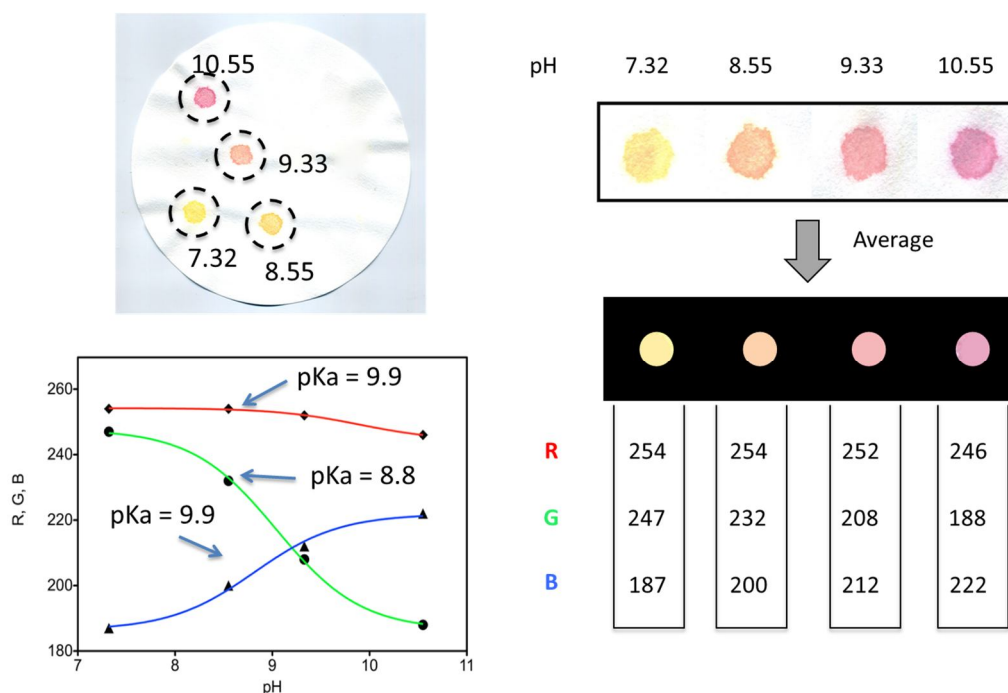 10.55
9.33
7.32
8.55
pH 7.32 8.55 9.33 10.55
Average
R 254 254 252 246
G 247 232 208 188
B 187 200 212 222
260
240
220
200
180
R, G, B
pKa = 9.9
pKa = 8.8
pKa = 9.9
7 8 9 10 11
pH